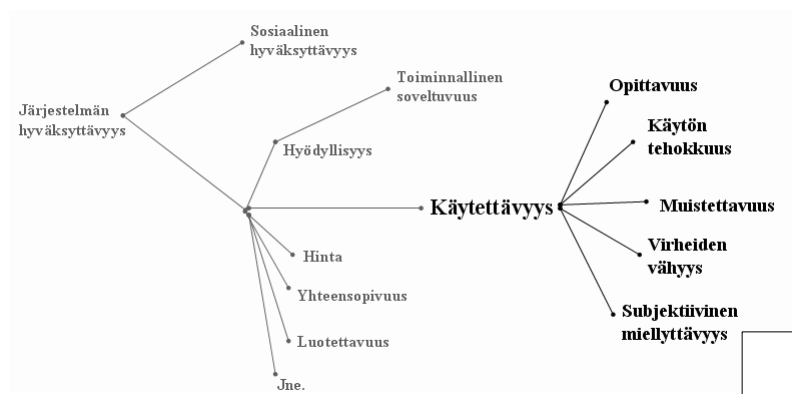 Sosiaalinen
hyväksyttävyys
Järjestelmän
hyväksyttävyys
Toiminnallinen
soveltuvuus
Hyödyllisyys
Käytettävyys
Hinta
Yhteensopivuus
Luotettavuus
Jne.
Opittavuus
Käytön
tehokkuus
Muistettavuus
Virheiden
vähyys
Subjektiivinen
miellyttävyys